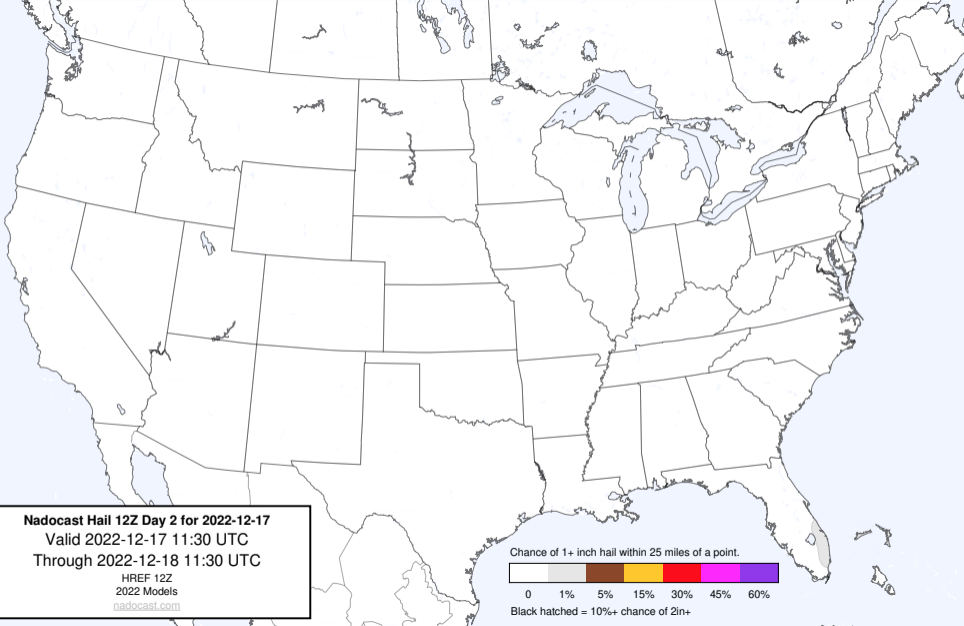 Nadocast Hail 12Z Day 2 for 2022-12-17
Valid 2022-12-17 11:30 UTC
Through 2022-12-18 11:30 UTC
HREF 12Z
2022 Models
nadocast.com
Chance of 1+ inch hail within 25 miles of a point.
0 1% 5% 15% 30% 45% 60%
Black hatched = 10%+ chance of 2in+